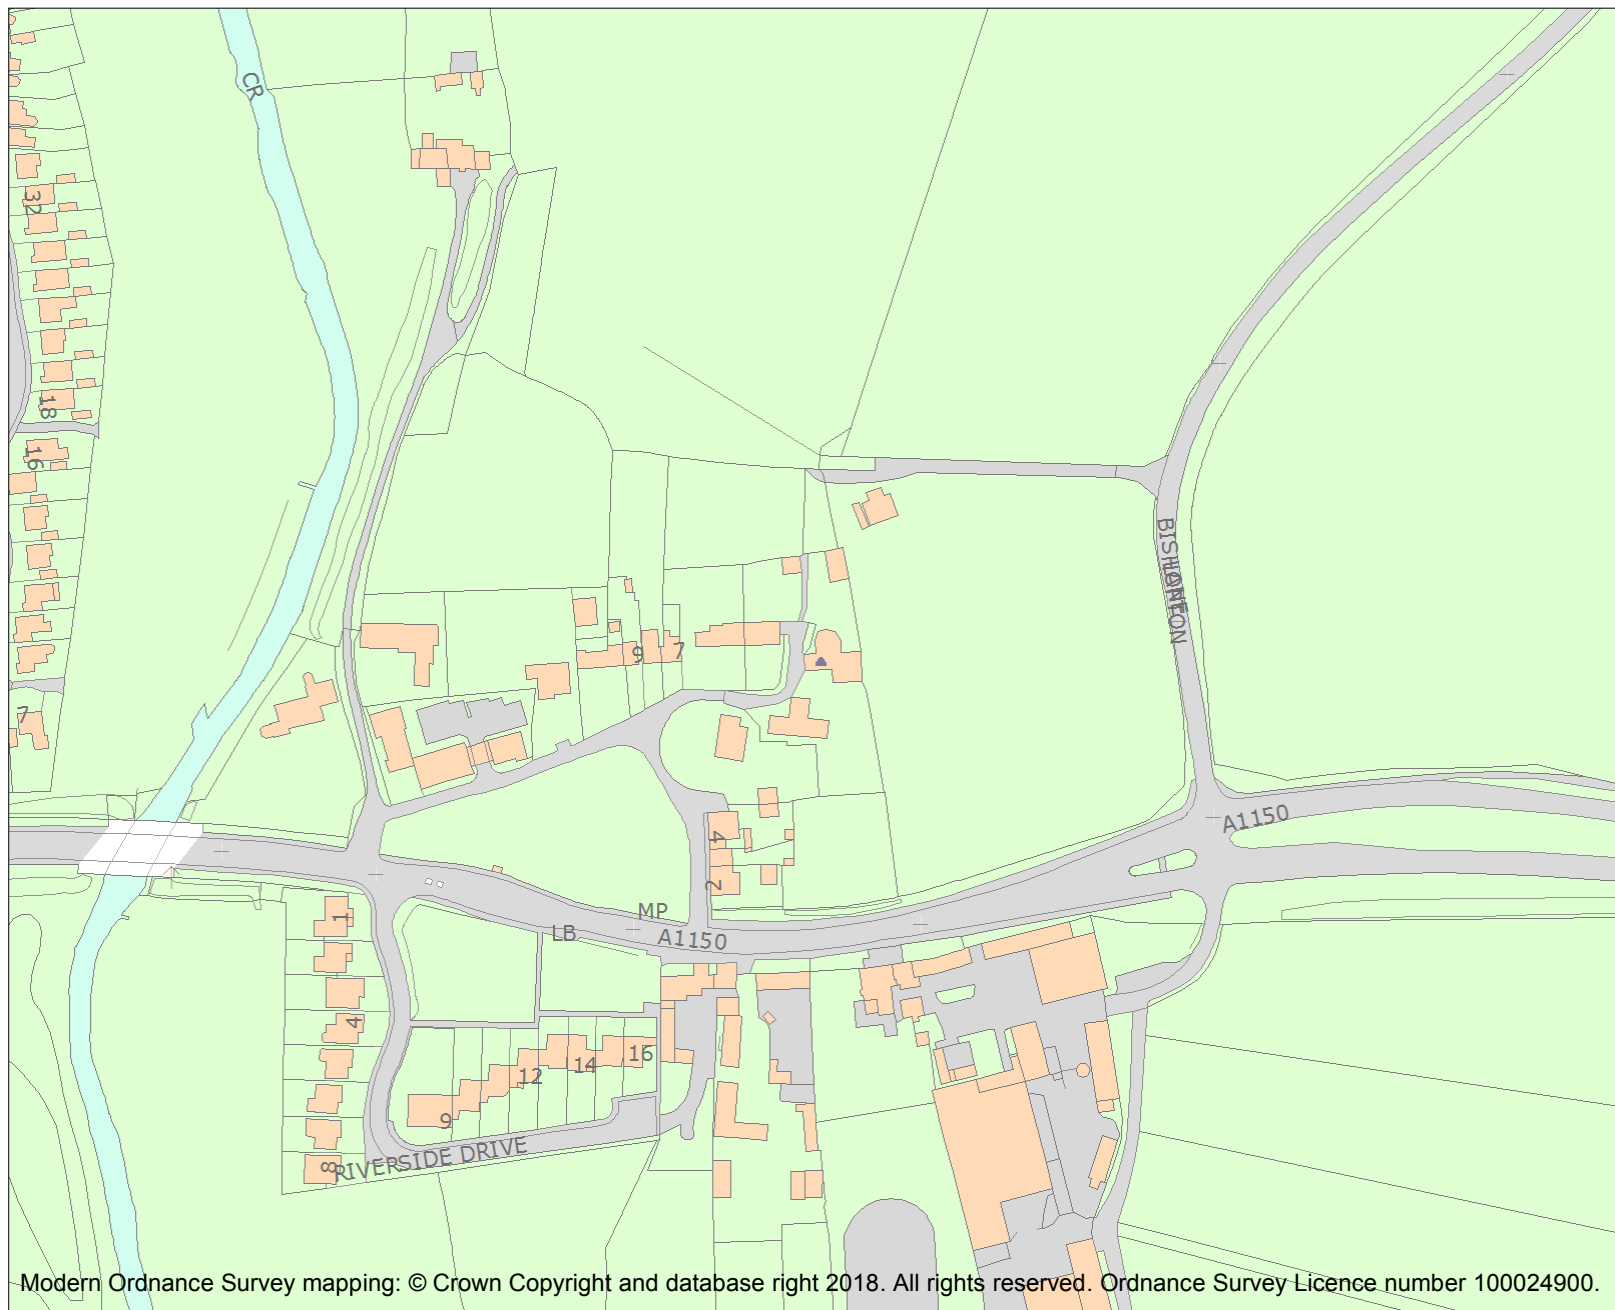 CR
32
18
16
BISHOPTON
LANE
9
7
7
A1150
4
2
MP
LB
A1150
1
4
16
14
12
9
8
RIVERSIDE DRIVE
Modern Ordnance Survey mapping: © Crown Copyright and database right 2018. All rights reserved. Ordnance Survey Licence number 100024900.